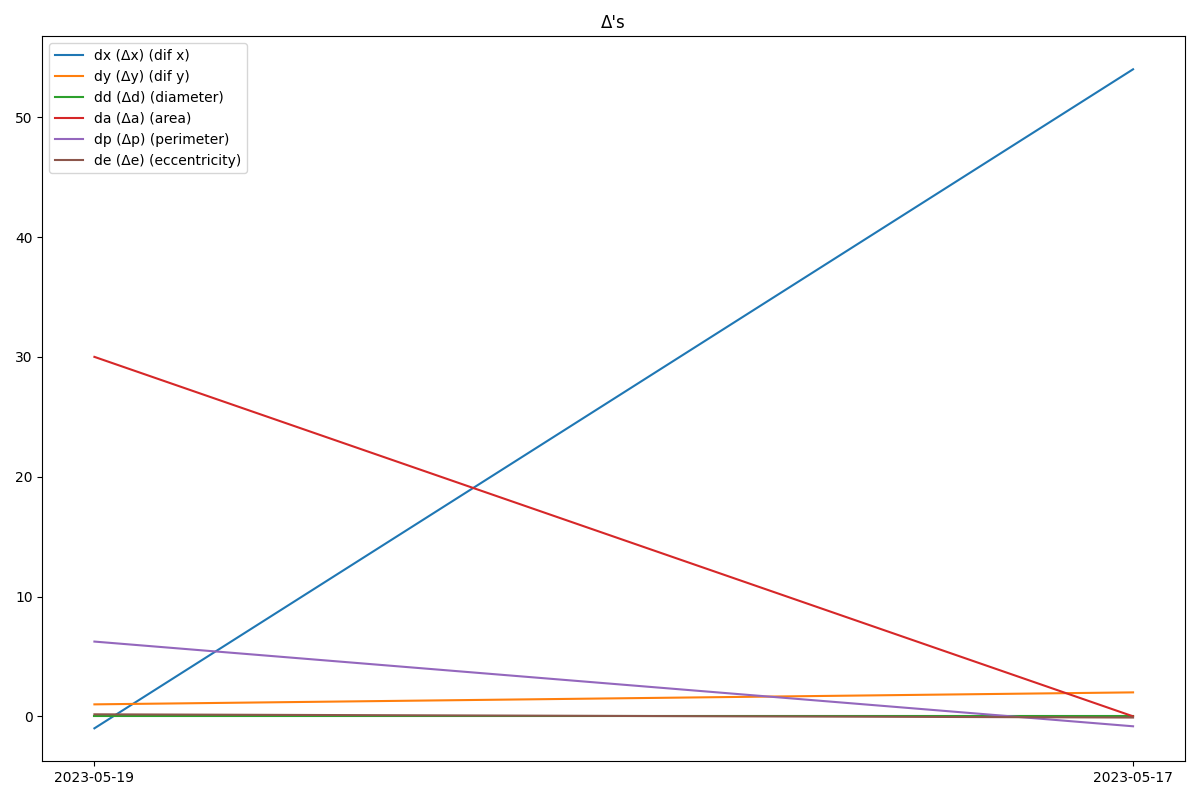 Δ's
dx (Δx) (dif x)
dy (Δy) (dif y)
dd (Δd) (diameter)
da (Δa) (area)
dp (Δp) (perimeter)
de (Δe) (eccentricity)
50
40
30
20
10
0
2023-05-19
2023-05-17